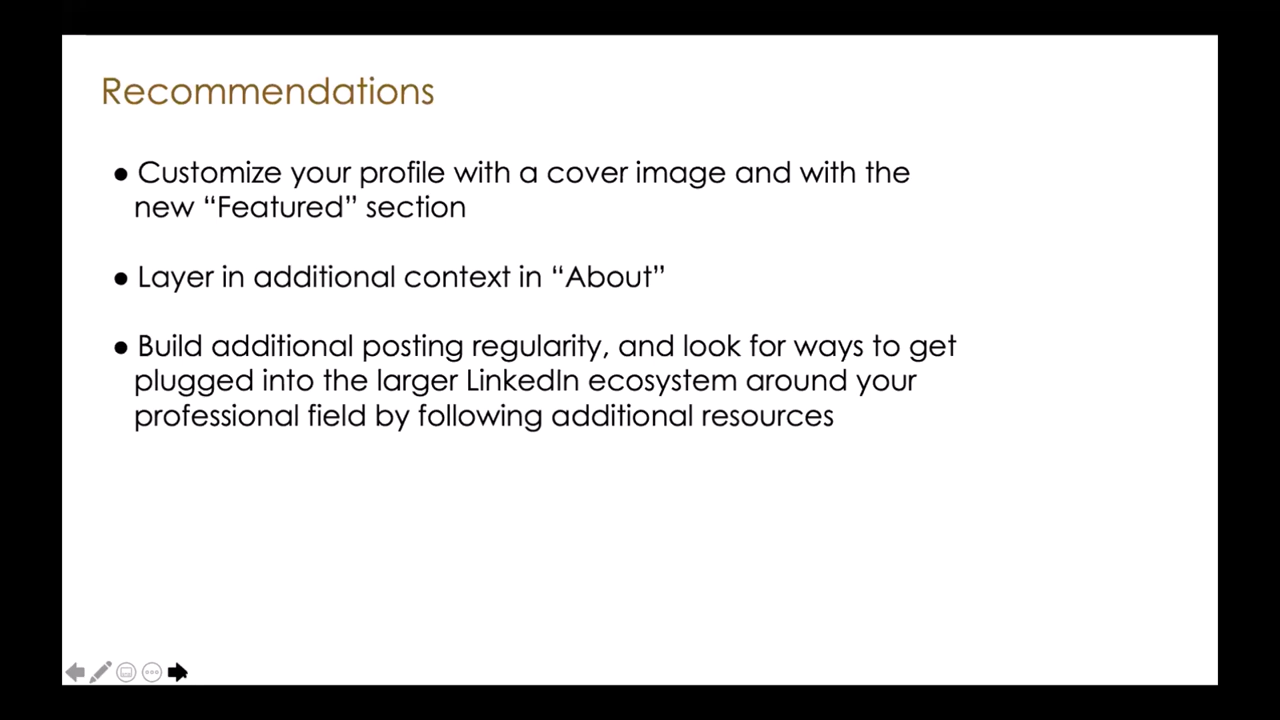 Recommendations
● Customize your profile with a cover image and with the
new “Featured” section
● Layer in additional context in “About”
● Build additional posting regularity, and look for ways to get
plugged into the larger LinkedIn ecosystem around your
professional field by following additional resources